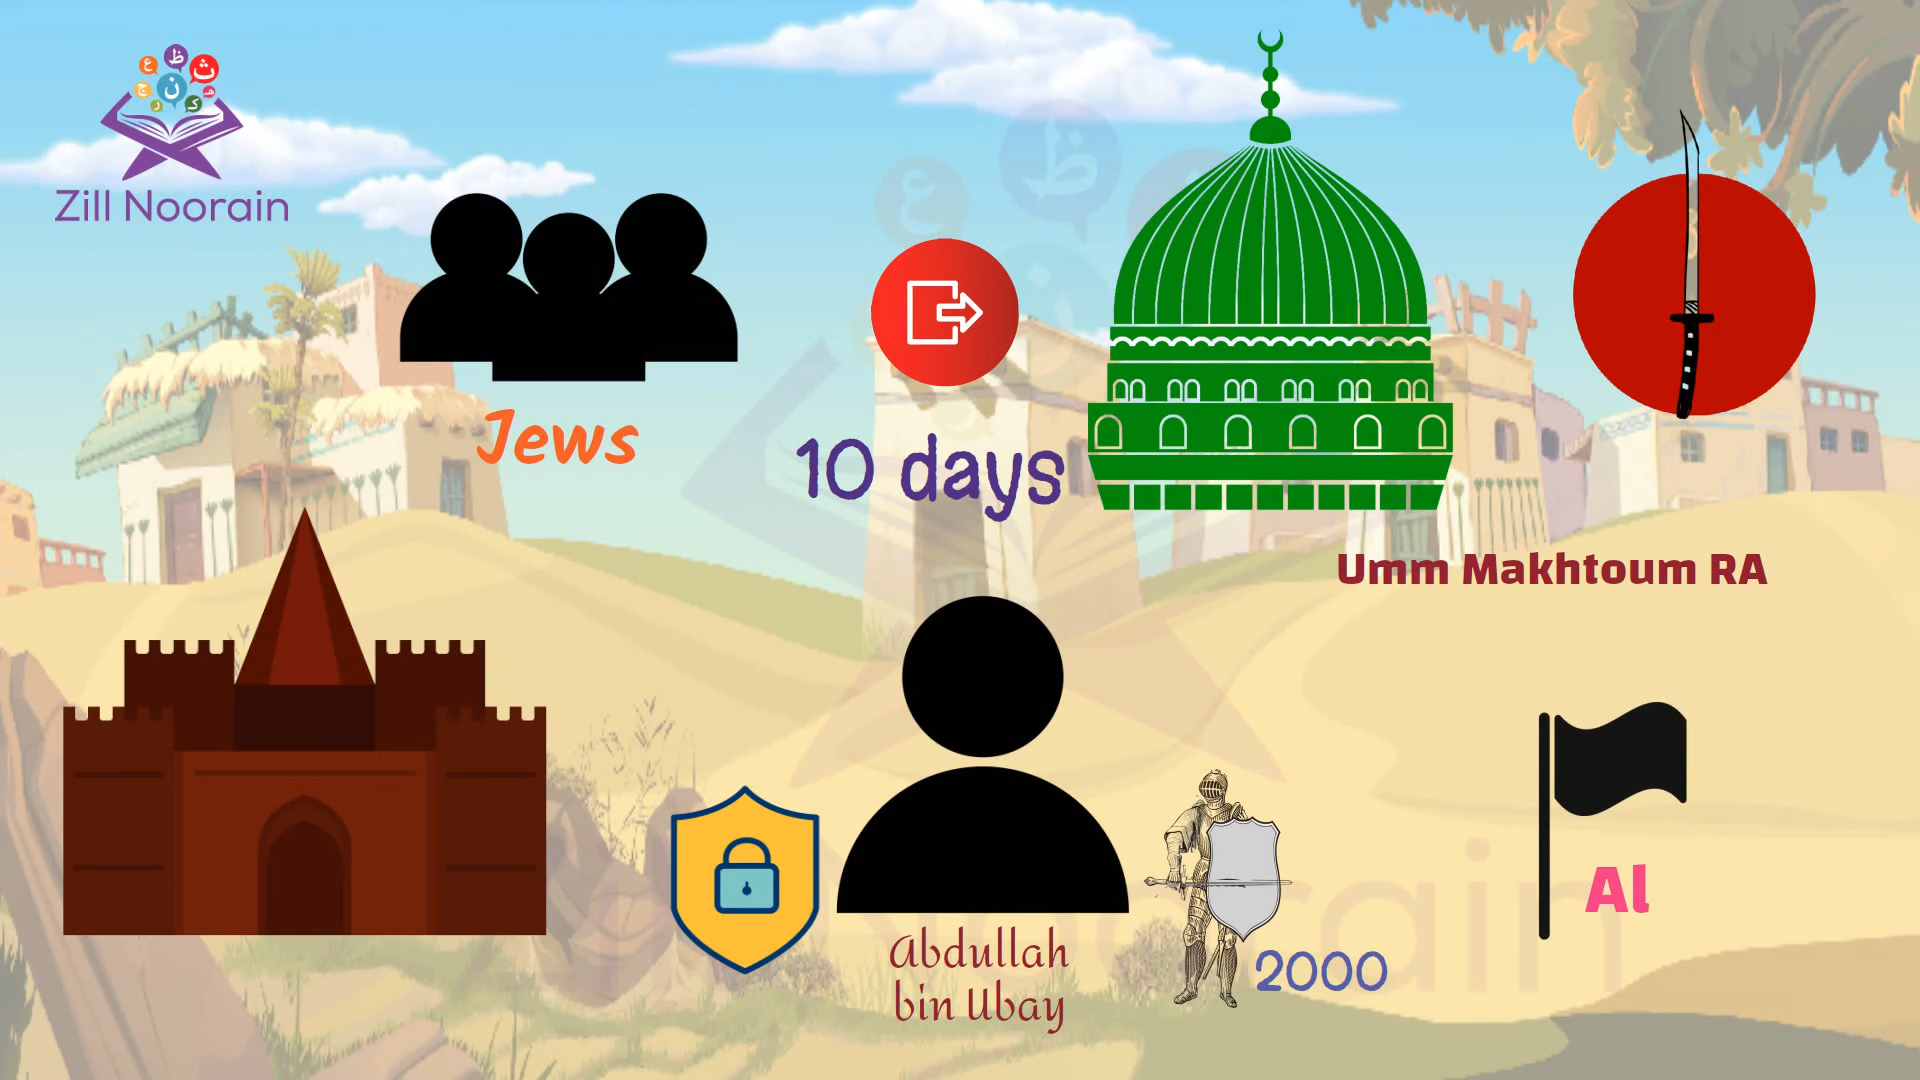 ع ظ ث
ج ن ه
ر ک
Zill Noorain
Jews
10 days
Umm Makhtoum RA
Abdullah
bin Ubay
2000
Al